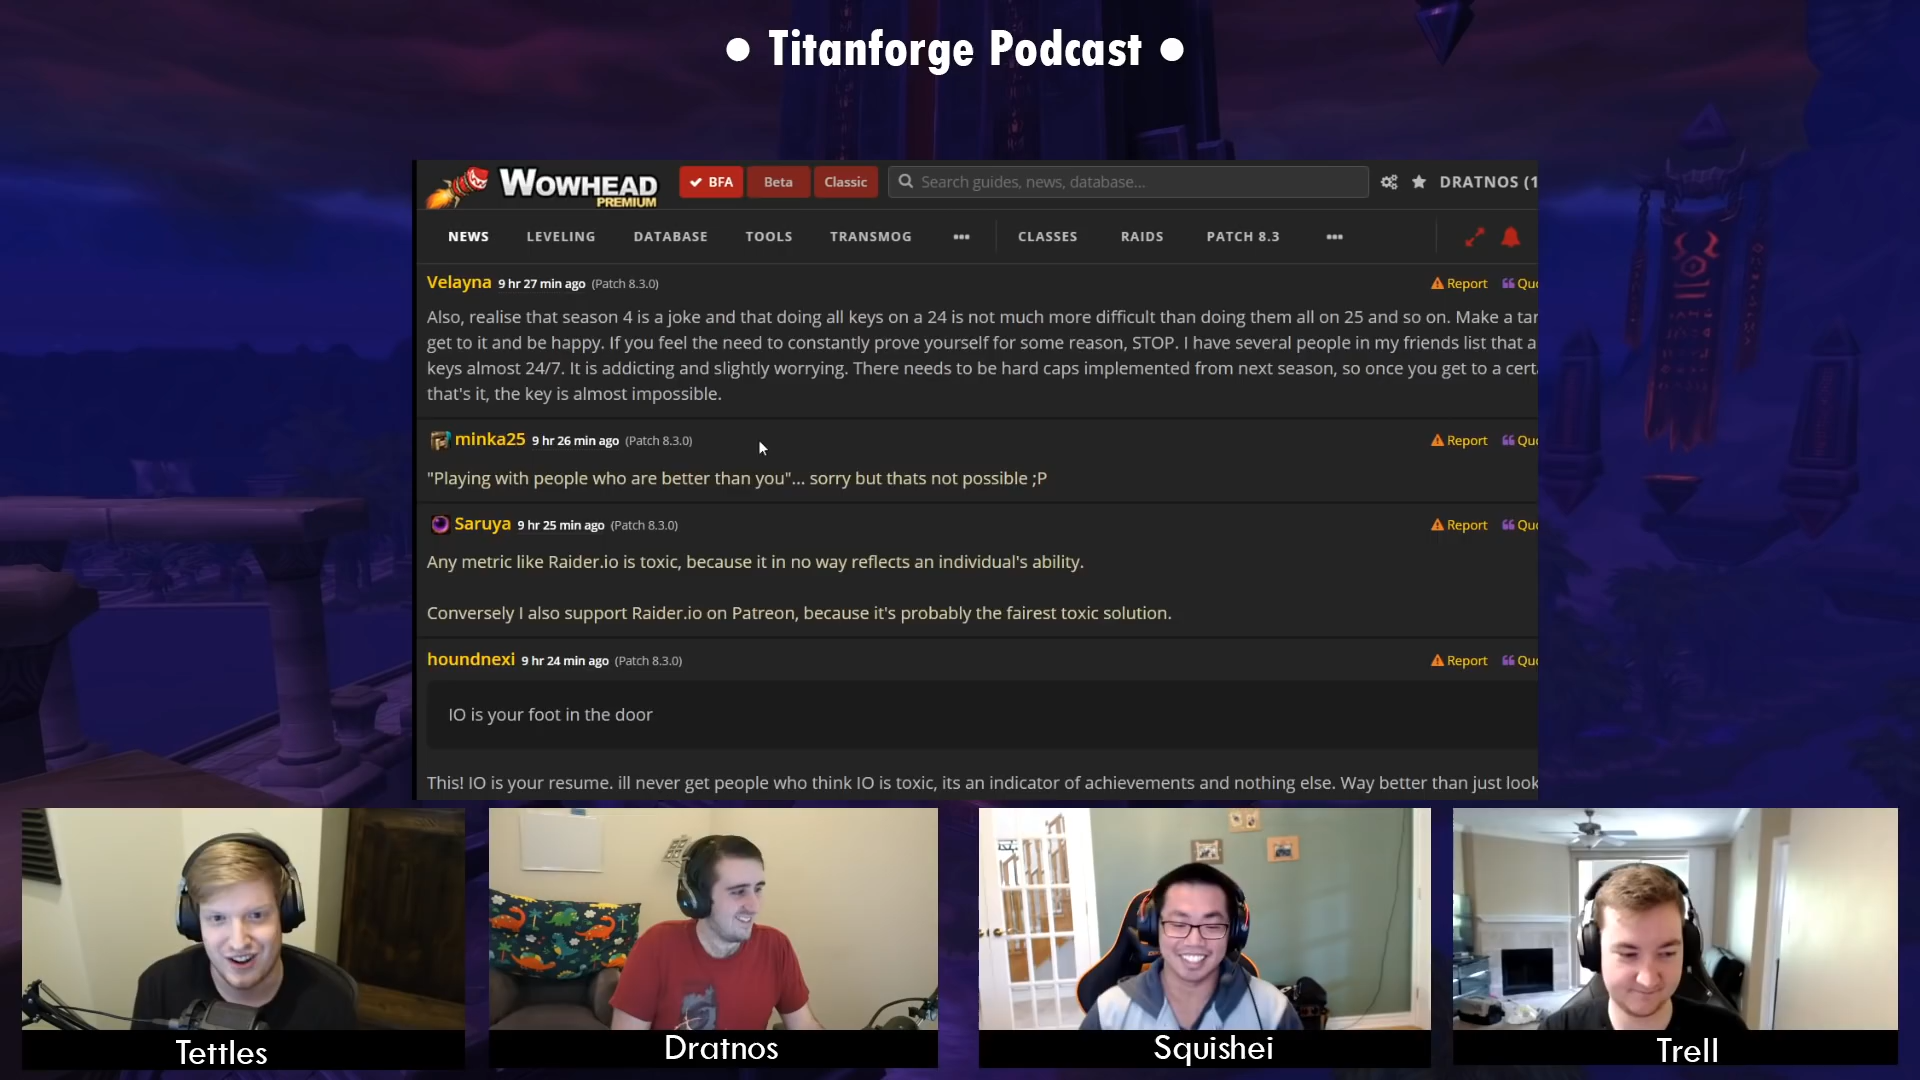 • Titanforge Podcast •
WOWHEAD
PREMIUM
BFA
Beta
Classic
Search guides, news, database...
DRATNOS (1
NEWS
LEVELING
DATABASE
TOOLS
TRANSMOG
•••
CLASSES
RAIDS
PATCH 8.3
•••
Velayna 9 hr 27 min ago (Patch 8.3.0)
Report
Quo
Also, realise that season 4 is a joke and that doing all keys on a 24 is not much more difficult than doing them all on 25 and so on. Make a tar
get to it and be happy. If you feel the need to constantly prove yourself for some reason, STOP. I have several people in my friends list that a
keys almost 24/7. It is addicting and slightly worrying. There needs to be hard caps implemented from next season, so once you get to a certa
that's it, the key is almost impossible.
minka25 9 hr 26 min ago (Patch 8.3.0)
Report
Quo
"Playing with people who are better than you"... sorry but thats not possible ;P
Saruya 9 hr 25 min ago (Patch 8.3.0)
Report
Quo
Any metric like Raider.io is toxic, because it in no way reflects an individual's ability.
Conversely I also support Raider.io on Patreon, because it's probably the fairest toxic solution.
houndnexi 9 hr 24 min ago (Patch 8.3.0)
Report
Quo
IO is your foot in the door
This! IO is your resume. ill never get people who think IO is toxic, its an indicator of achievements and nothing else. Way better than just look
Tettles
Dratnos
Squishei
Trell